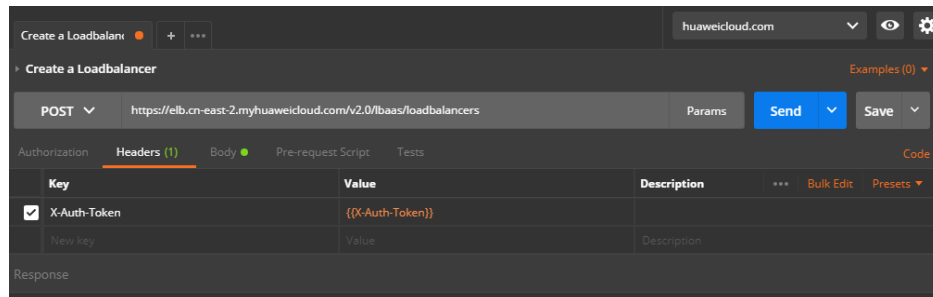 Create a Loadbalanc + ••• huaweicloud.com
Create a Loadbalancer Examples (0)
POST https://elb.cn-east-2.myhuaweicloud.com/v2.0/lbaas/loadbalancers Params Send Save
Authorization Headers (1) Body Pre-request Script Tests Code
Key Value Description ••• Bulk Edit Presets
X-Auth-Token {{X-Auth-Token}}
New key Value Description
Response